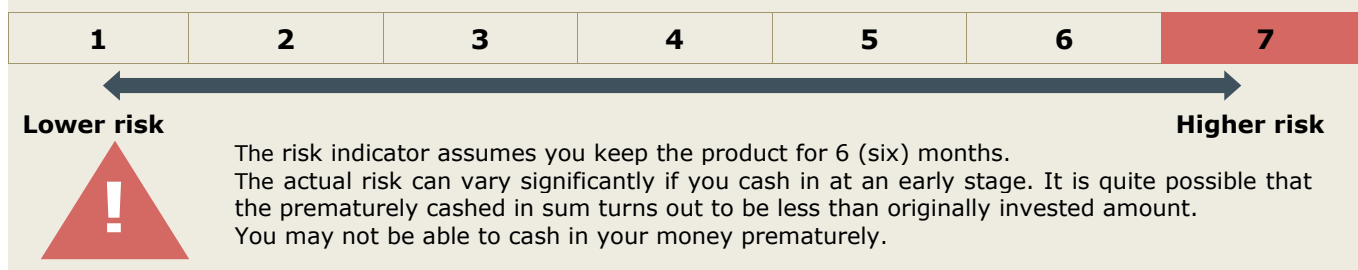 1 2 3 4 5 6 7
Lower risk Higher risk
!
The risk indicator assumes you keep the product for 6 (six) months.
The actual risk can vary significantly if you cash in at an early stage. It is quite possible that
the prematurely cashed in sum turns out to be less than originally invested amount.
You may not be able to cash in your money prematurely.